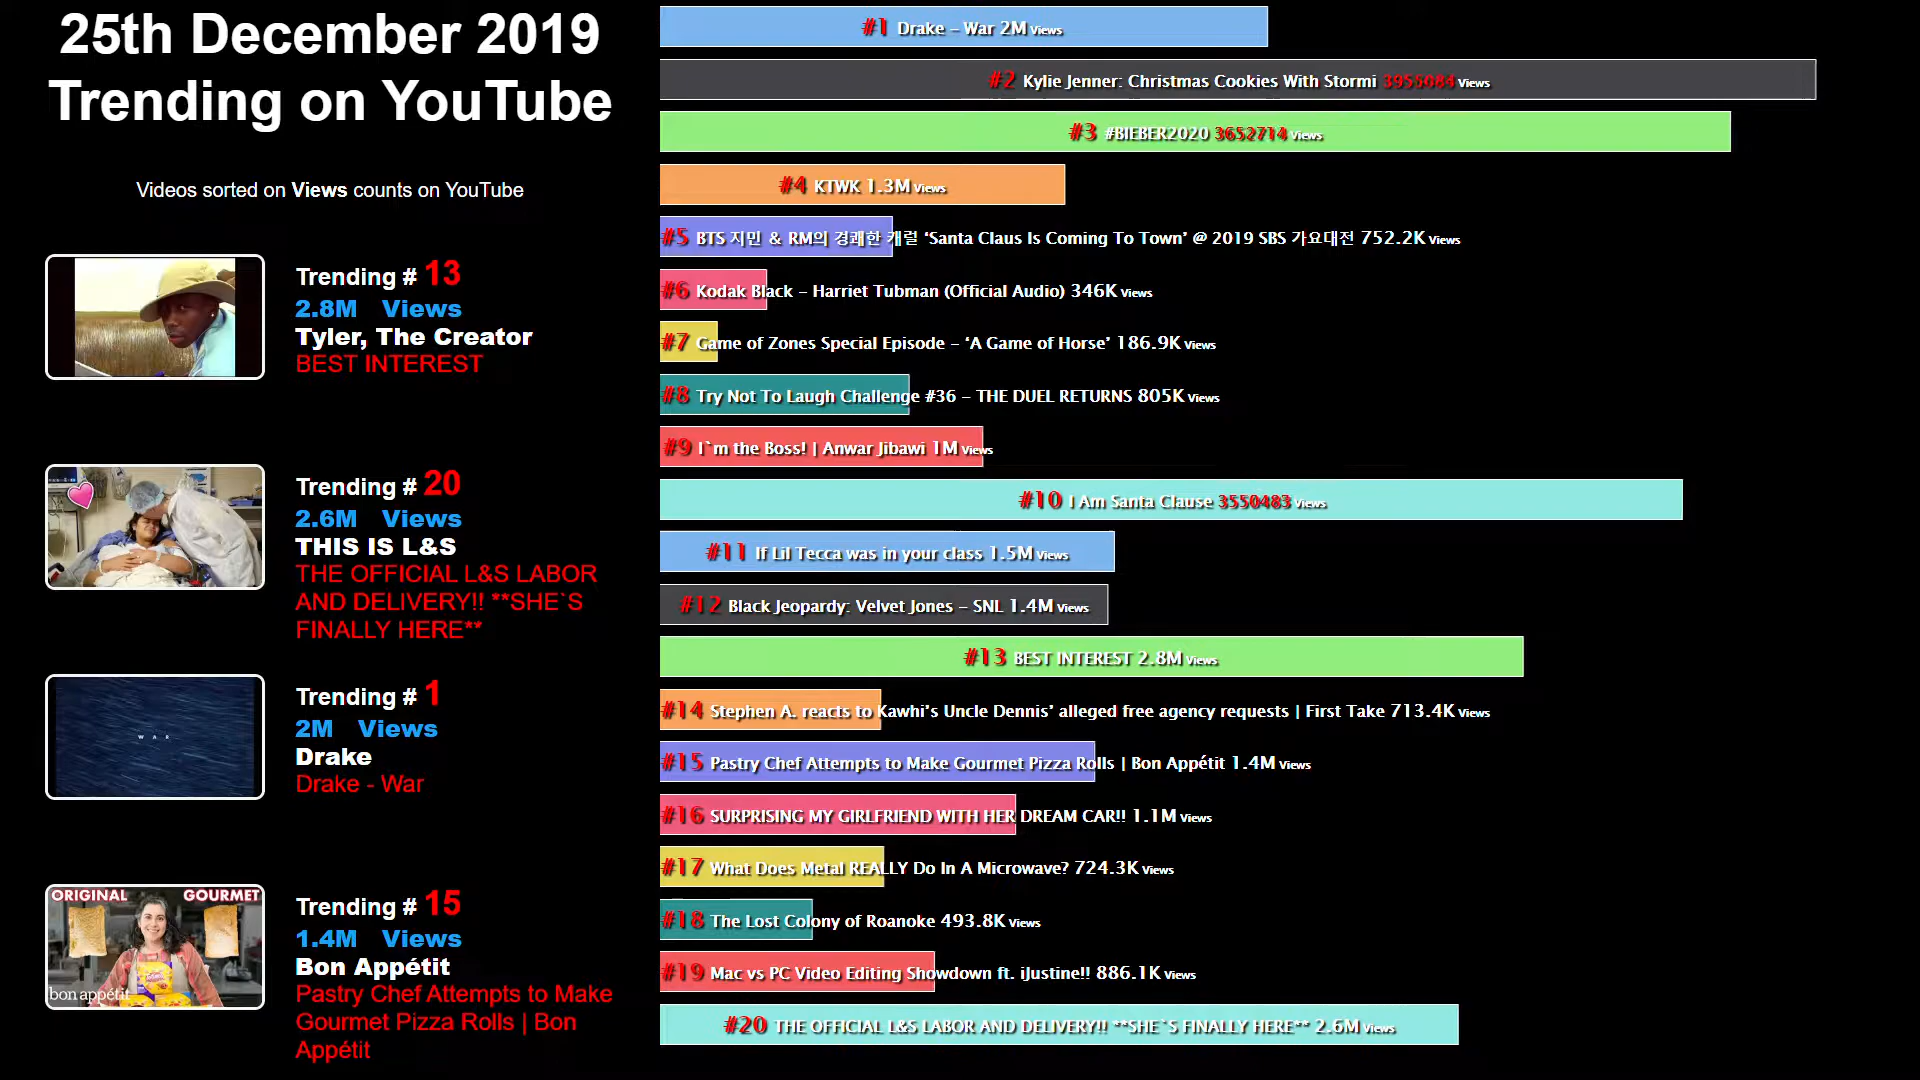 25th December 2019
Trending on YouTube
Videos sorted on Views counts on YouTube
Trending # 13
2.8M Views
Tyler, The Creator
BEST INTEREST
Trending # 20
2.6M Views
THIS IS L&S
THE OFFICIAL L&S LABOR
AND DELIVERY!! **SHE`S
FINALLY HERE**
W A R
Trending # 1
2M Views
Drake
Drake - War
ORIGINAL GOURMET
bon appétit
Trending # 15
1.4M Views
Bon Appétit
Pastry Chef Attempts to Make
Gourmet Pizza Rolls | Bon
Appétit
#1 Drake - War 2M Views
#2 Kylie Jenner: Christmas Cookies With Stormi 3955084 Views
#3 #BIEBER2020 3652714 Views
#4 KTWK 1.3M Views
#5 BTS 지민 & RM의 경쾌한 캐럴 ‘Santa Claus Is Coming To Town’ @ 2019 SBS 가요대전 752.2K Views
#6 Kodak Black - Harriet Tubman (Official Audio) 346K Views
#7 Game of Zones Special Episode - ‘A Game of Horse’ 186.9K Views
#8 Try Not To Laugh Challenge #36 - THE DUEL RETURNS 805K Views
#9 I`m the Boss! | Anwar Jibawi 1M Views
#10 I Am Santa Clause 3550483 Views
#11 If Lil Tecca was in your class 1.5M Views
#12 Black Jeopardy: Velvet Jones - SNL 1.4M Views
#13 BEST INTEREST 2.8M Views
#14 Stephen A. reacts to Kawhi’s Uncle Dennis’ alleged free agency requests | First Take 713.4K Views
#15 Pastry Chef Attempts to Make Gourmet Pizza Rolls | Bon Appétit 1.4M Views
#16 SURPRISING MY GIRLFRIEND WITH HER DREAM CAR!! 1.1M Views
#17 What Does Metal REALLY Do In A Microwave? 724.3K Views
#18 The Lost Colony of Roanoke 493.8K Views
#19 Mac vs PC Video Editing Showdown ft. iJustine!! 886.1K Views
#20 THE OFFICIAL L&S LABOR AND DELIVERY!! **SHE`S FINALLY HERE** 2.6M Views